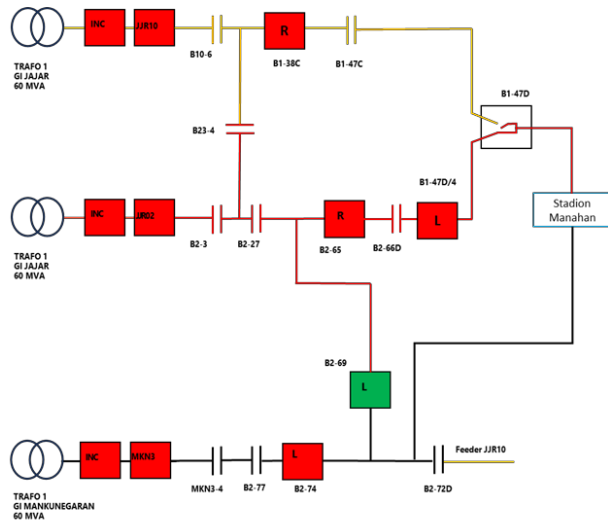 INC
JJR10
R
TRAFO 1
GI JAJAR
60 MVA
B10-6
B1-38C
B1-47C
B1-47D
B23-4
B1-47D/4
INC
JJR02
R
L
Stadion
Manahan
B2-3
B2-27
B2-65
B2-66D
TRAFO 1
GI JAJAR
60 MVA
B2-69
L
INC
MKN3
L
Feeder JJR10
MKN3-4
B2-77
B2-74
B2-72D
TRAFO 1
GI MANKUNEGARAN
60 MVA